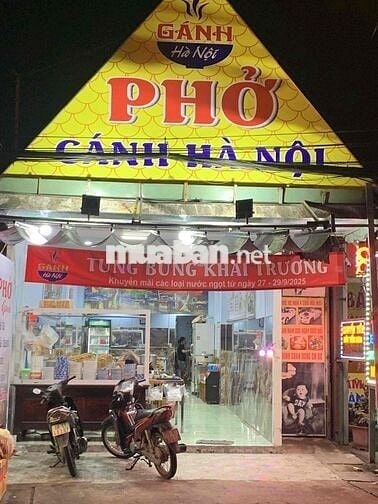 GÁNH
Hà Nội
PHỞ
GÁNH HÀ NỘI
muaban.net
GÁNH
Hà Nội
TƯNG BỪNG KHAI TRƯƠNG
Khuyến mãi các loại nước ngọt từ ngày 27 - 29/9/2025
PHỞ